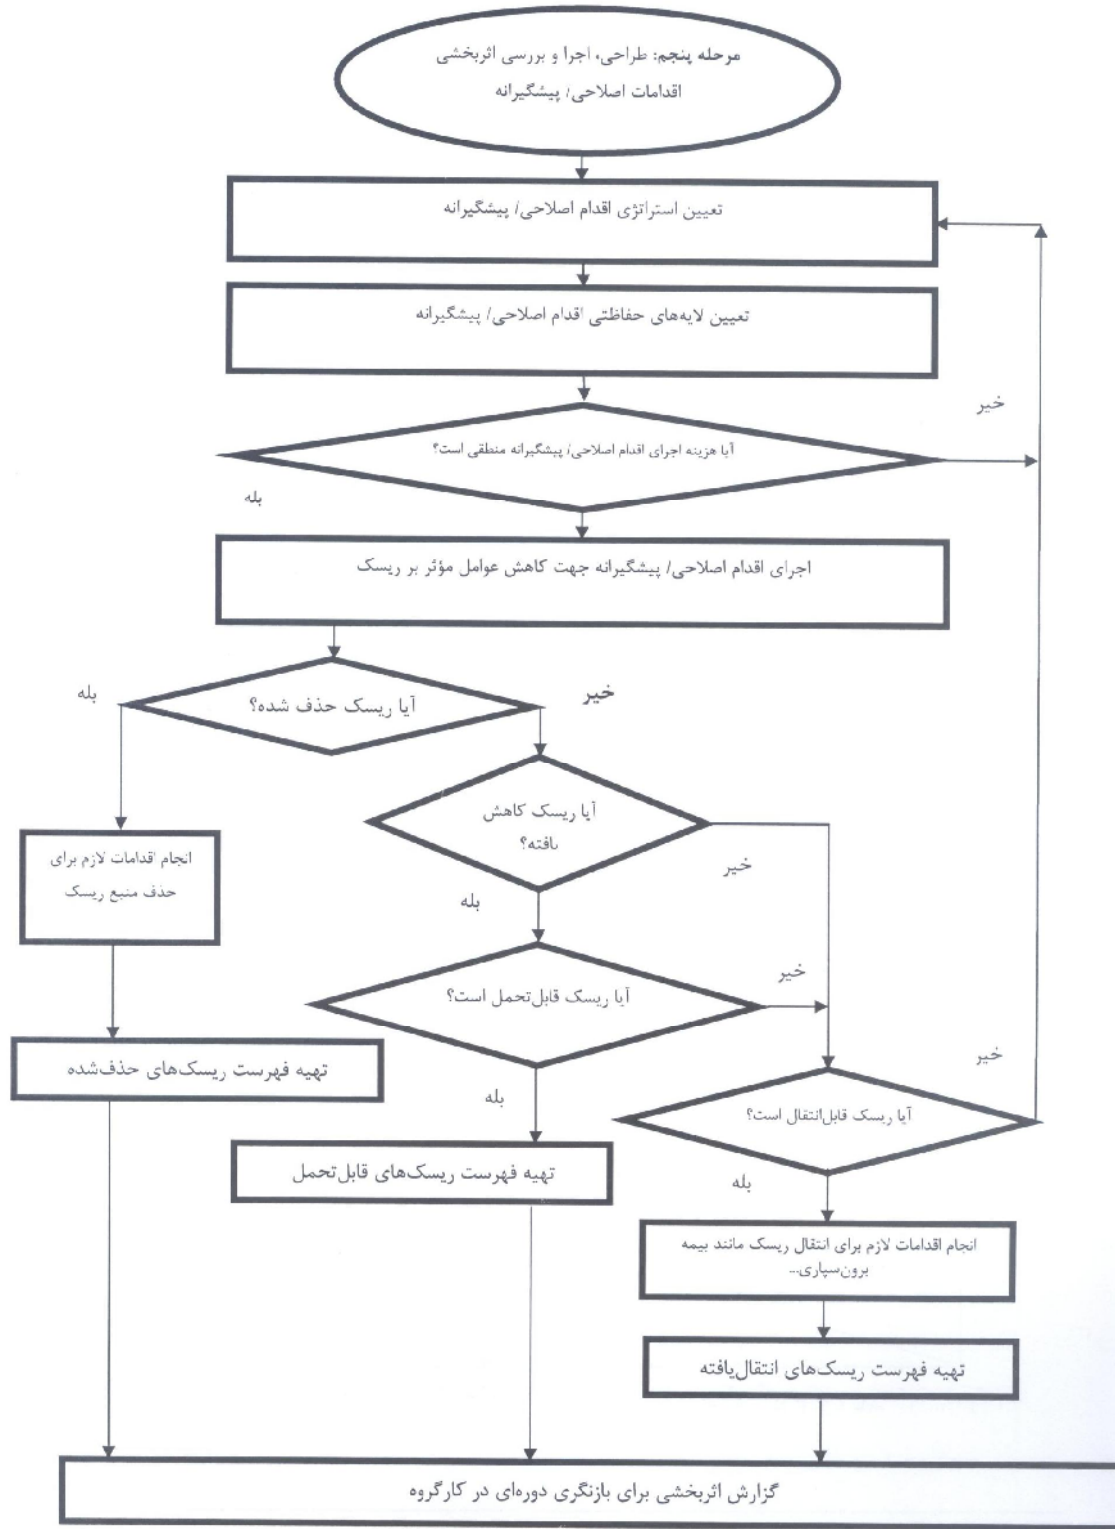 مرحله پنجم: طراحی، اجرا و بررسی اثربخشی
اقدامات اصلاحی/ پیشگیرانه
تعیین استراتژی اقدام اصلاحی/ پیشگیرانه
تعیین لایه‌های حفاظتی اقدام اصلاحی/ پیشگیرانه
خیر
آیا هزینه اجرای اقدام اصلاحی/ پیشگیرانه منطقی است؟
بله
اجرای اقدام اصلاحی/ پیشگیرانه جهت کاهش عوامل مؤثر بر ریسک
خیر
آیا ریسک حذف شده؟
بله
آیا ریسک کاهش
یافته؟
خیر
بله
انجام اقدامات لازم برای
حذف منبع ریسک
خیر
آیا ریسک قابل‌تحمل است؟
بله
تهیه فهرست ریسک‌های حذف‌شده
خیر
آیا ریسک قابل‌انتقال است؟
بله
تهیه فهرست ریسک‌های قابل‌تحمل
انجام اقدامات لازم برای انتقال ریسک مانند بیمه
برون‌سپاری...
تهیه فهرست ریسک‌های انتقال‌یافته
گزارش اثربخشی برای بازنگری دوره‌ای در کارگروه